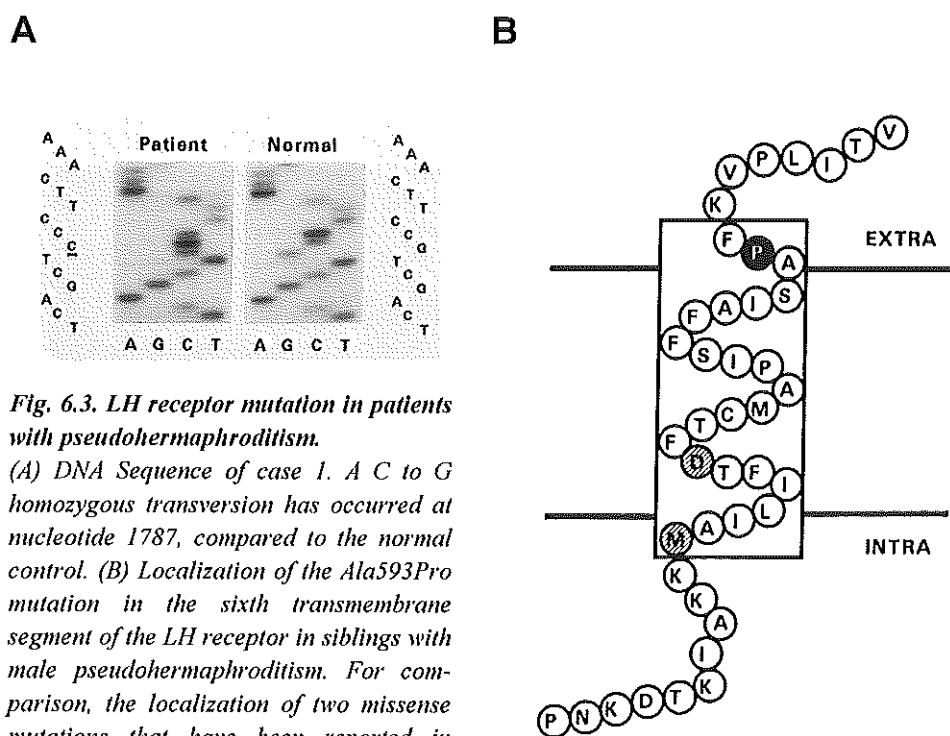 A
B
Patient Normal
A
A
A
C
T
T
C
C
C
T
C
G
A
C
T
A
A
A
C
T
T
C
C
G
T
C
G
A
C
T
A G C T A G C T
Fig. 6.3. LH receptor mutation in patients
with pseudohermaphroditism.
(A) DNA Sequence of case 1. A C to G
homozygous transversion has occurred at
nucleotide 1787, compared to the normal
control. (B) Localization of the Ala593Pro
mutation in the sixth transmembrane
segment of the LH receptor in siblings with
male pseudohermaphroditism. For com-
parison, the localization of two missense
mutations that have been reported in
V P L I T V
K
F P A
EXTRA
F A I S
F S I P
A
T C M
F
D T F I
M A I L
INTRA
K
K
A
I
P N K D T K